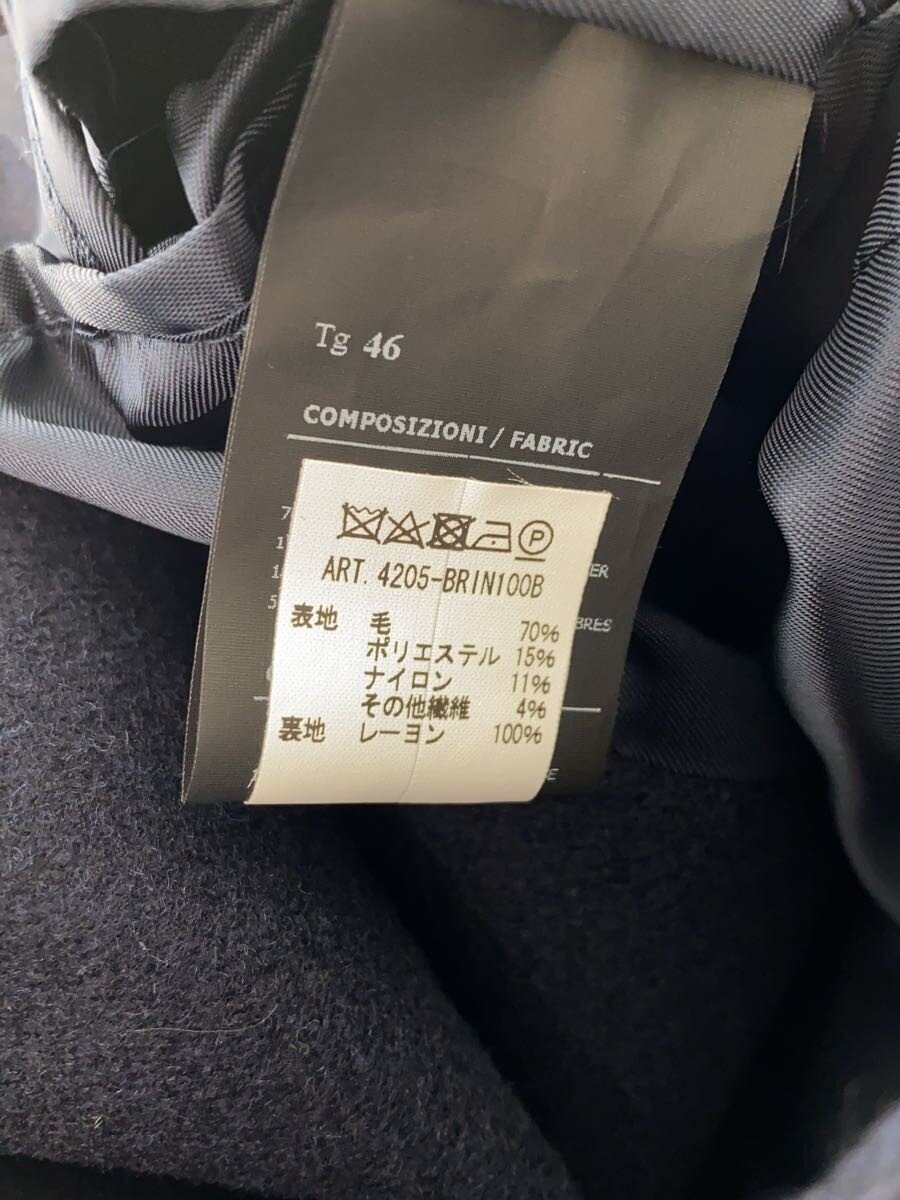 Tg 46
COMPOSIZIONI / FABRIC
P
ART. 4205-BRIN100B
表地 毛 70%
ポリエステル 15%
ナイロン 11%
その他繊維 4%
裏地 レーヨン 100%